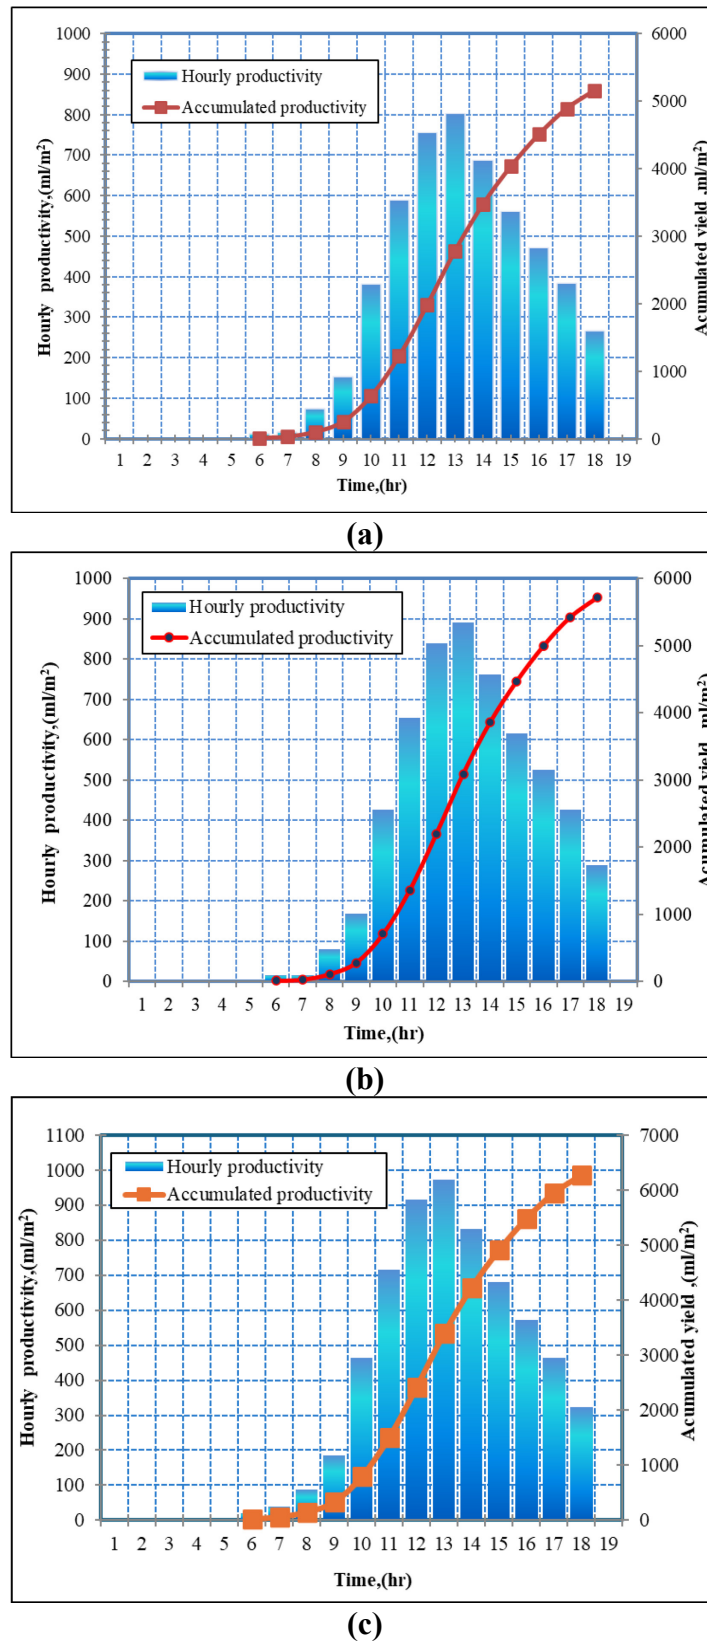 1000
900
800
700
600
500
400
300
200
100
0
Hourly productivity,(ml/m²)
Hourly productivity
Accumulated productivity
6000
5000
4000
3000
2000
1000
0
Acumulated yield ,ml/m²)
1 2 3 4 5 6 7 8 9 10 11 12 13 14 15 16 17 18 19
Time,(hr)
(a)
1000
900
800
700
600
500
400
300
200
100
0
Hourly productivity,(ml/m²)
Hourly productivity
Accumulated productivity
6000
5000
4000
3000
2000
1000
0
Acumulated yield ,ml/m²)
1 2 3 4 5 6 7 8 9 10 11 12 13 14 15 16 17 18 19
Time,(hr)
(b)
1100
1000
900
800
700
600
500
400
300
200
100
0
Hourly productivity,(ml/m²)
Hourly productivity
Accumulated productivity
7000
6000
5000
4000
3000
2000
1000
0
Acumulated yield ,(ml/m²)
1 2 3 4 5 6 7 8 9 10 11 12 13 14 15 16 17 18 19
Time,(hr)
(c)